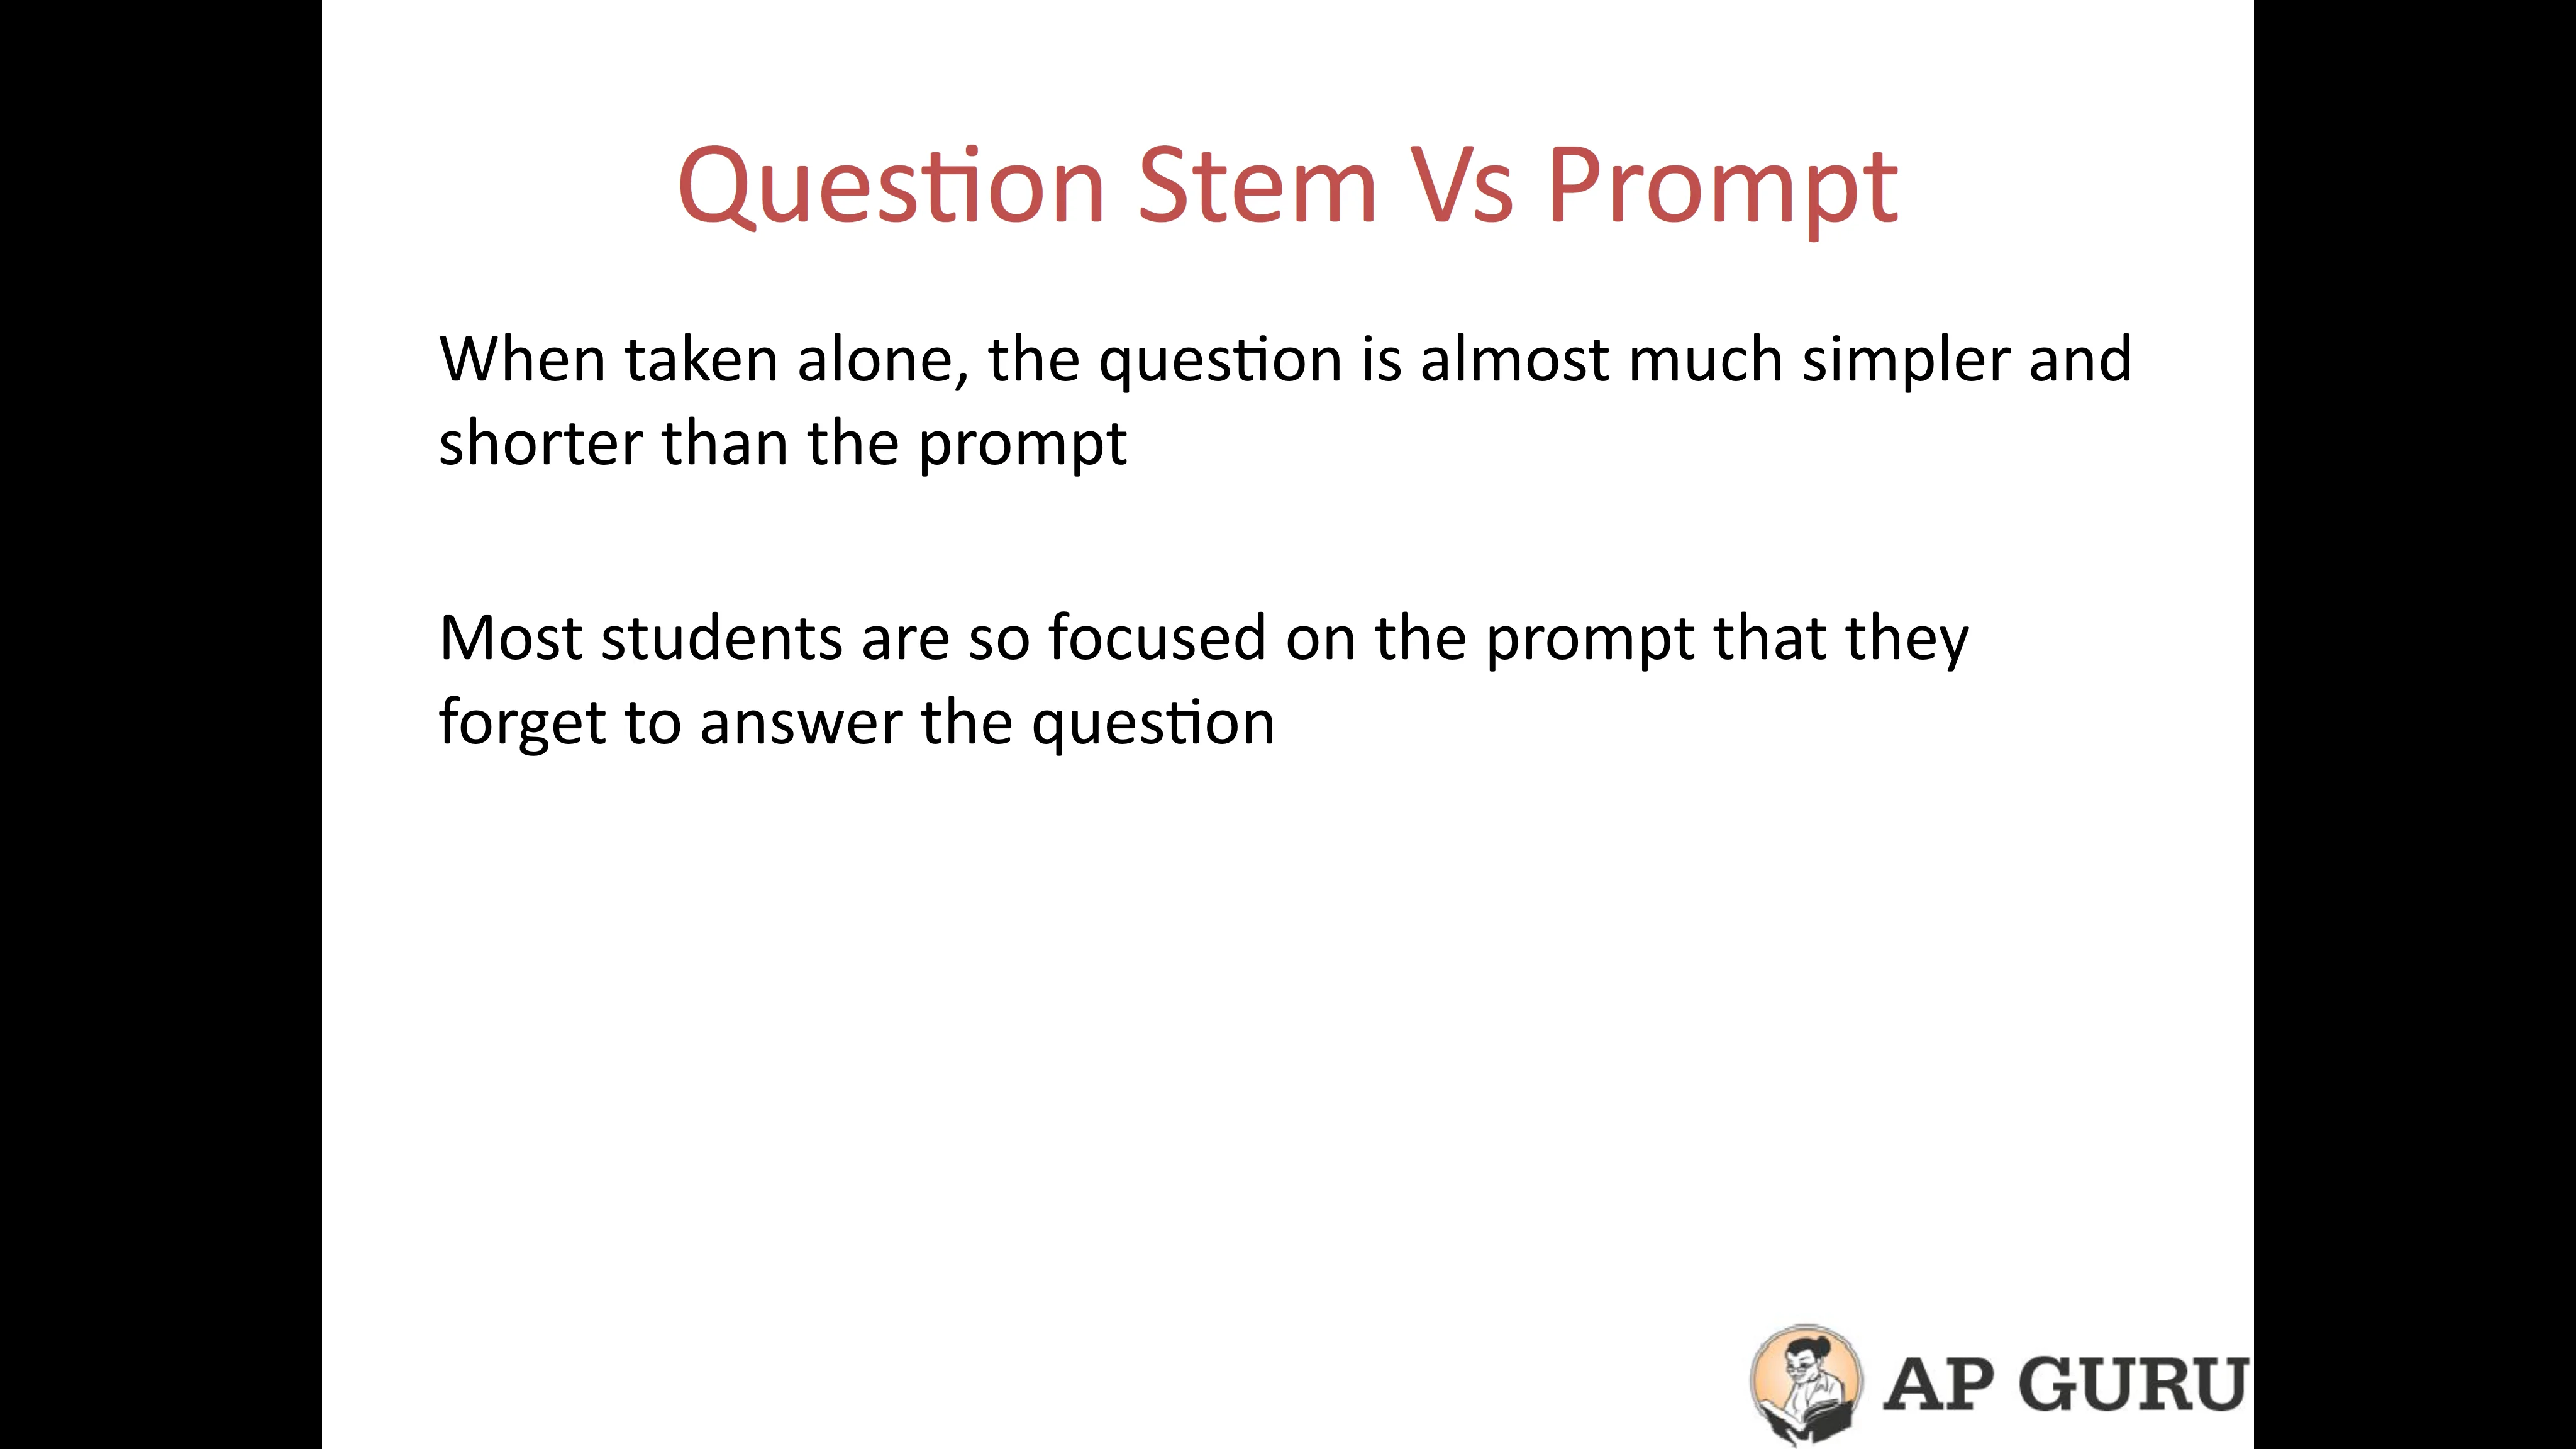 Question Stem Vs Prompt
When taken alone, the question is almost much simpler and
shorter than the prompt
Most students are so focused on the prompt that they
forget to answer the question
AP GURU